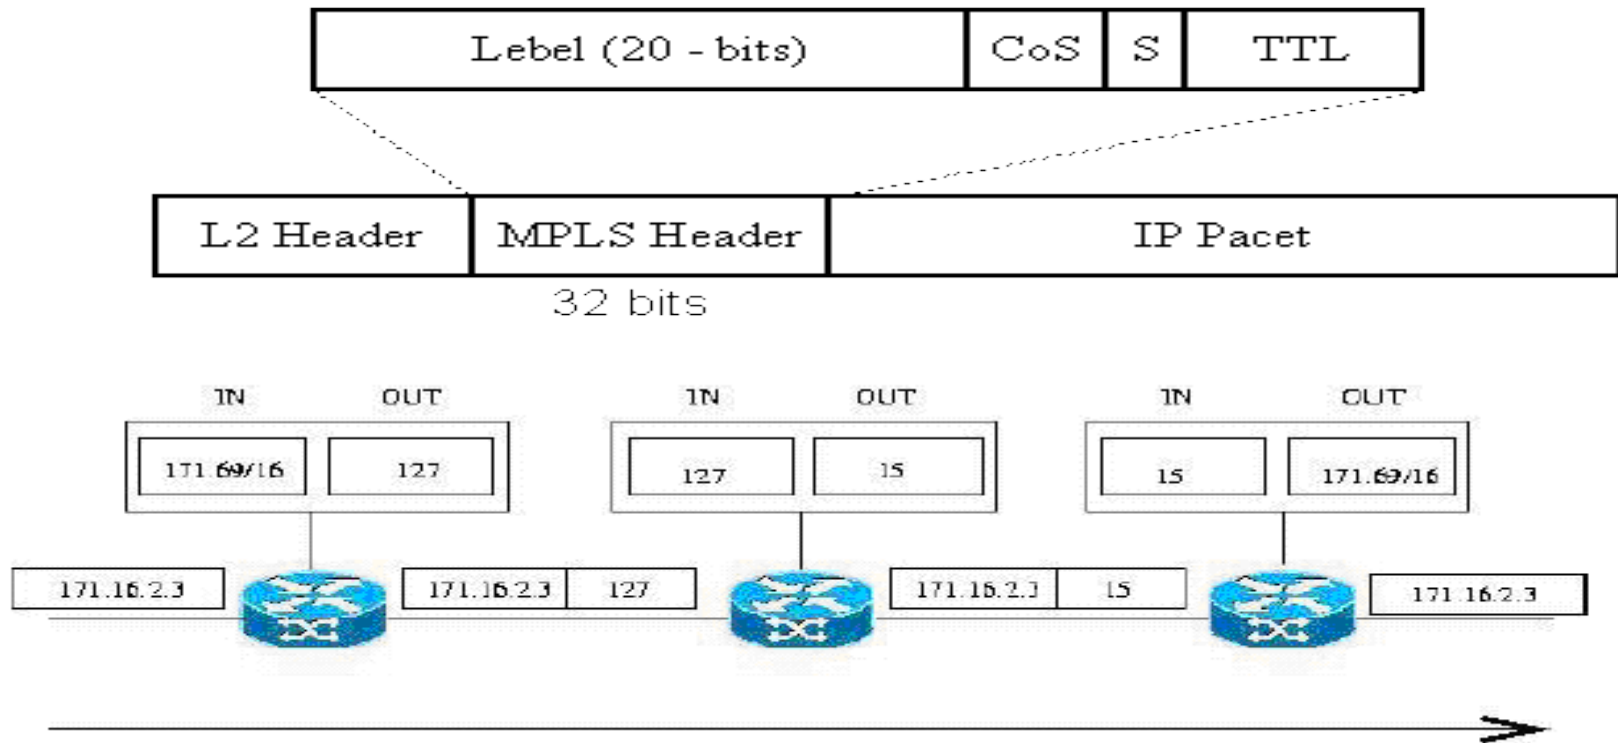 Lebel (20 - bits) CoS S TTL
L2 Header MPLS Header IP Pacet
32 bits
IN OUT IN OUT IN OUT
171.69/16 127 127 15 15 171.69/16
171.16.2.3 171.16.2.3 127 171.16.2.3 15 171.16.2.3